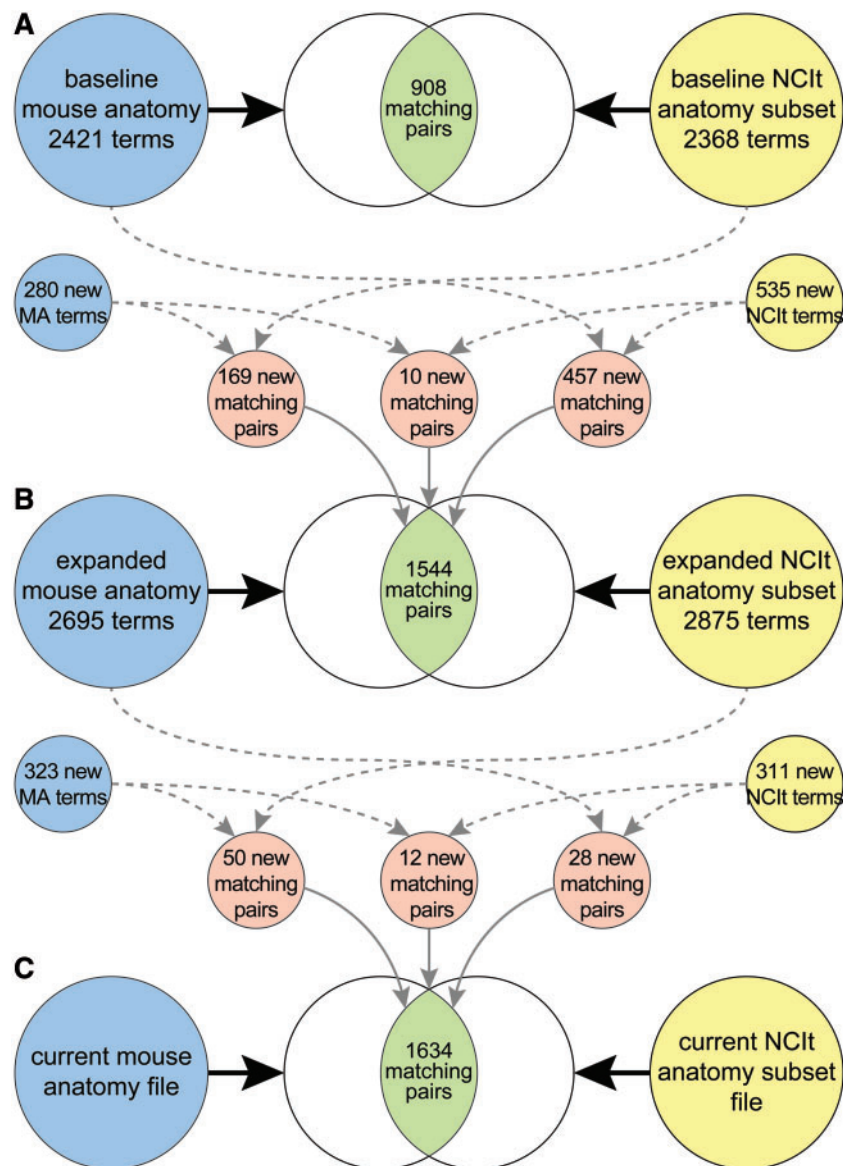 A
baseline
mouse anatomy
2421 terms
908
matching
pairs
baseline NCIt
anatomy subset
2368 terms
280 new
MA terms
535 new
NCIt terms
169 new
matching
pairs
10 new
matching
pairs
457 new
matching
pairs
B
expanded
mouse anatomy
2695 terms
1544
matching
pairs
expanded NCIt
anatomy subset
2875 terms
323 new
MA terms
311 new
NCIt terms
50 new
matching
pairs
12 new
matching
pairs
28 new
matching
pairs
C
current mouse
anatomy file
1634
matching
pairs
current NCIt
anatomy subset
file